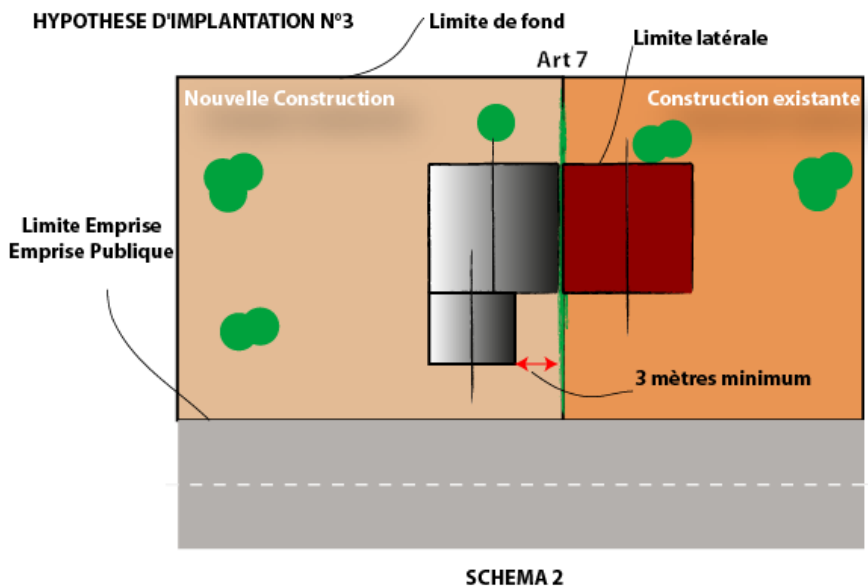 HYPOTHESE D'IMPLANTATION N°3
Limite de fond
Limite latérale
Art 7
Nouvelle Construction
Construction existante
Limite Emprise
Emprise Publique
3 mètres minimum
SCHEMA 2